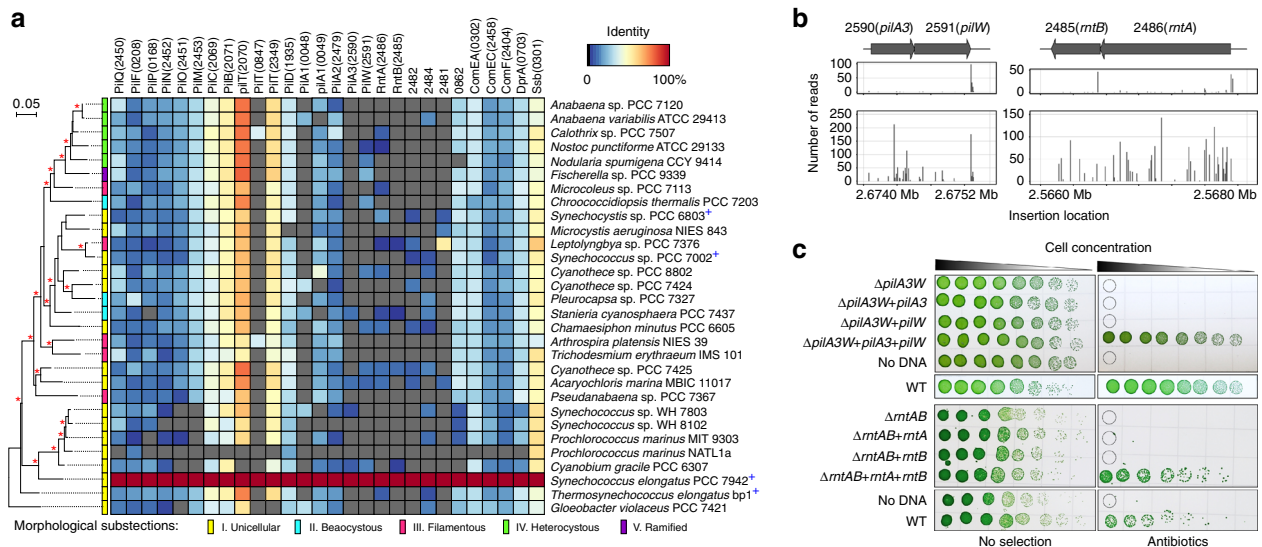 a
Identity
0
100%
0.05
PilQ(2450)
PilF(0208)
PilP(0168)
PilN(2452)
PilO(2451)
PilM(2453)
PilC(2069)
PilB(2071)
pilT(2070)
PilT(0847)
PilT(2349)
PilD(1935)
PilA1(0048)
pilA1(0049)
PilA2(2479)
PilA3(2590)
PilW(2591)
RntA(2486)
RntB(2485)
2482
2484
2481
0862
ComEA(0302)
ComEC(2458)
ComF(2404)
DprA(0703)
Ssb(0301)
Anabaena sp. PCC 7120
Anabaena variabilis ATCC 29413
Calothrix sp. PCC 7507
Nostoc punctiforme ATCC 29133
Nodularia spumigena CCY 9414
Fischerella sp. PCC 9339
Microcoleus sp. PCC 7113
Chroococcidiopsis thermalis PCC 7203
Synechocystis sp. PCC 6803+
Microcystis aeruginosa NIES 843
Leptolyngbya sp. PCC 7376
Synechococcus sp. PCC 7002+
Cyanothece sp. PCC 8802
Cyanothece sp. PCC 7424
Pleurocapsa sp. PCC 7327
Stanieria cyanosphaera PCC 7437
Chamaesiphon minutus PCC 6605
Arthrospira platensis NIES 39
Trichodesmium erythraeum IMS 101
Cyanothece sp. PCC 7425
Acaryochloris marina MBIC 11017
Pseudanabaena sp. PCC 7367
Synechococcus sp. WH 7803
Synechococcus sp. WH 8102
Prochlorococcus marinus MIT 9303
Prochlorococcus marinus NATL1a
Cyanobium gracile PCC 6307
Synechococcus elongatus PCC 7942+
Thermosynechococcus elongatus bp1+
Gloeobacter violaceus PCC 7421
Morphological substections:
I. Unicellular
II. Beaocystous
III. Filamentous
IV. Heterocystous
V. Ramified
b
2590(pilA3) 2591(pilW)
2485(rntB) 2486(rntA)
Number of reads
100
50
0
250
200
150
100
50
0
50
0
150
100
50
0
2.6740 Mb
2.6752 Mb
2.5660 Mb
2.5680 Mb
Insertion location
c
Cell concentration
ΔpilA3W
ΔpilA3W+pilA3
ΔpilA3W+pilW
ΔpilA3W+pilA3+pilW
No DNA
WT
ΔrntAB
ΔrntAB+rntA
ΔrntAB+rntB
ΔrntAB+rntA+rntB
No DNA
WT
No selection
Antibiotics